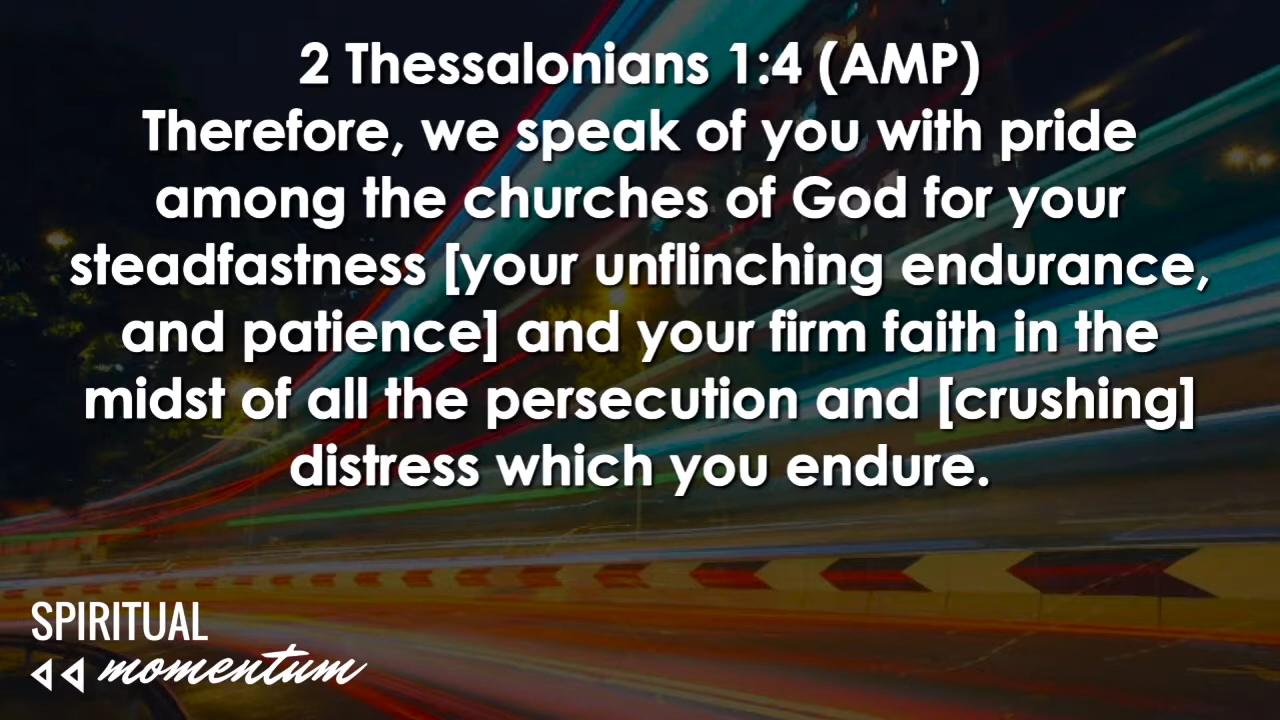 2 Thessalonians 1:4 (AMP)
Therefore, we speak of you with pride
among the churches of God for your
steadfastness [your unflinching endurance,
and patience] and your firm faith in the
midst of all the persecution and [crushing]
distress which you endure.
SPIRITUAL
momentum